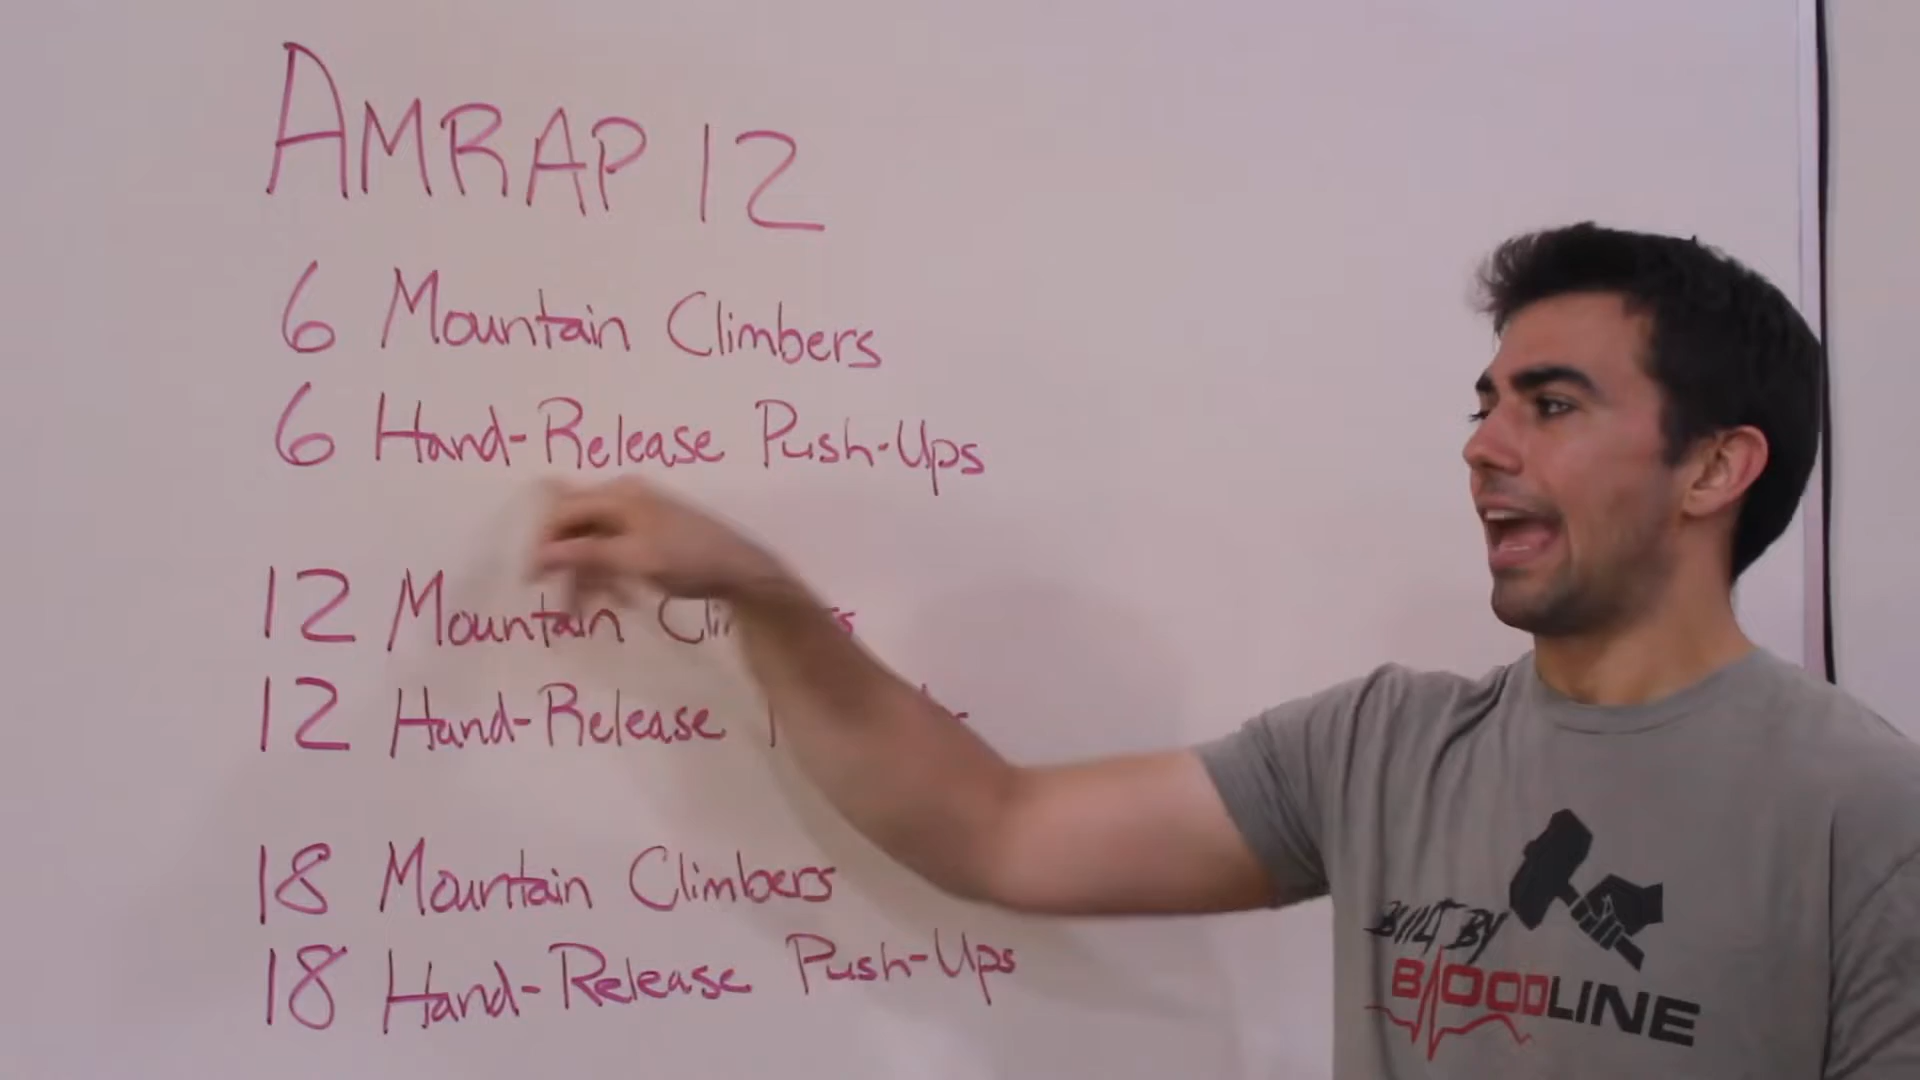 AMRAP 12
6 Mountain Climbers
6 Hand-Release Push-Ups
12 Mountain
12 Hand-Release
18 Mountain Climbers
18 Hand-Release Push-Ups
BUILT BY
BLOODLINE